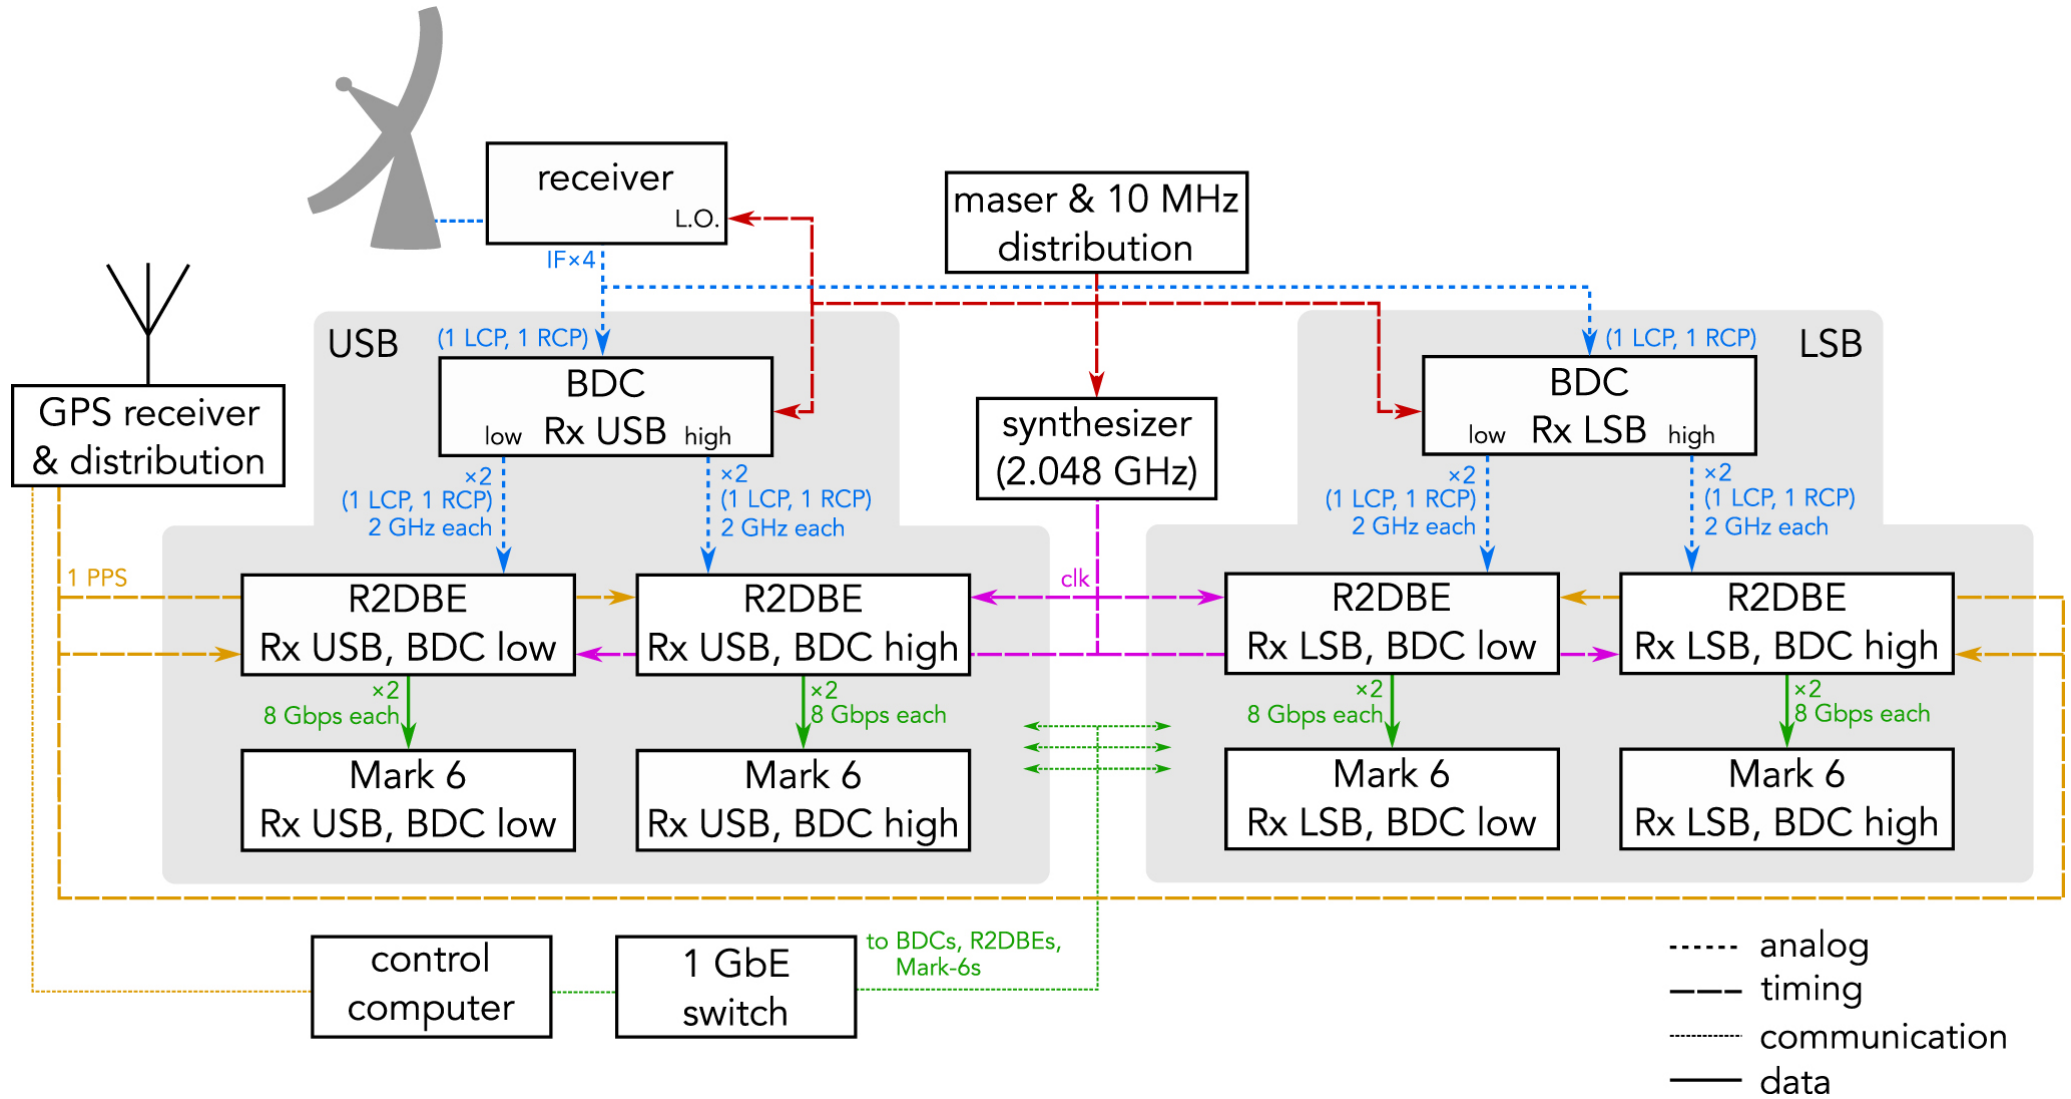 receiver
L.O.
maser & 10 MHz
distribution
IF×4
USB
(1 LCP, 1 RCP)
(1 LCP, 1 RCP)
LSB
BDC
Rx USB
low
high
BDC
Rx LSB
low
high
GPS receiver
& distribution
synthesizer
(2.048 GHz)
×2
(1 LCP, 1 RCP)
2 GHz each
×2
(1 LCP, 1 RCP)
2 GHz each
×2
(1 LCP, 1 RCP)
2 GHz each
×2
(1 LCP, 1 RCP)
2 GHz each
1 PPS
clk
R2DBE
Rx USB, BDC low
R2DBE
Rx USB, BDC high
R2DBE
Rx LSB, BDC low
R2DBE
Rx LSB, BDC high
×2
8 Gbps each
×2
8 Gbps each
×2
8 Gbps each
×2
8 Gbps each
Mark 6
Rx USB, BDC low
Mark 6
Rx USB, BDC high
Mark 6
Rx LSB, BDC low
Mark 6
Rx LSB, BDC high
control
computer
1 GbE
switch
to BDCs, R2DBEs,
Mark-6s
analog
timing
communication
data